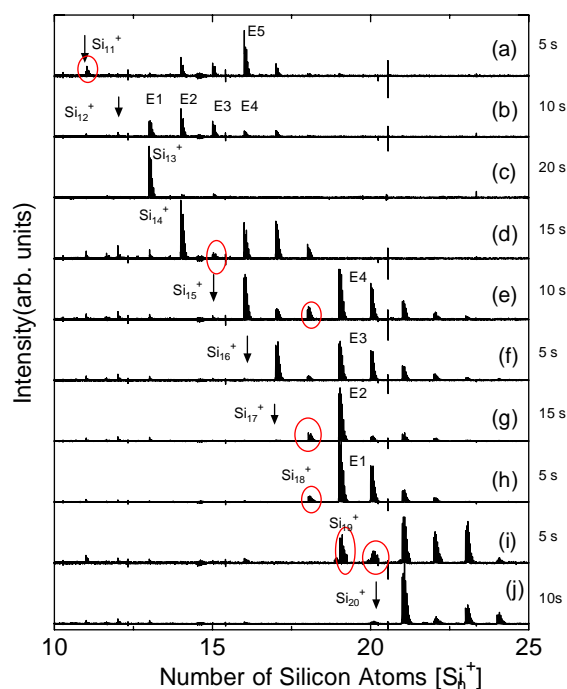 E5
Si11+
(a)
5 s
Si12+
E1
E2
E3
E4
(b)
10 s
Si13+
(c)
20 s
Si14+
(d)
15 s
Si15+
E4
(e)
10 s
Si16+
E3
(f)
5 s
Si17+
E2
(g)
15 s
Si18+
E1
(h)
5 s
Si19+
(i)
5 s
Si20+
(j)
10s
Intensity(arb. units)
10 15 20 25
Number of Silicon Atoms [Sin+]